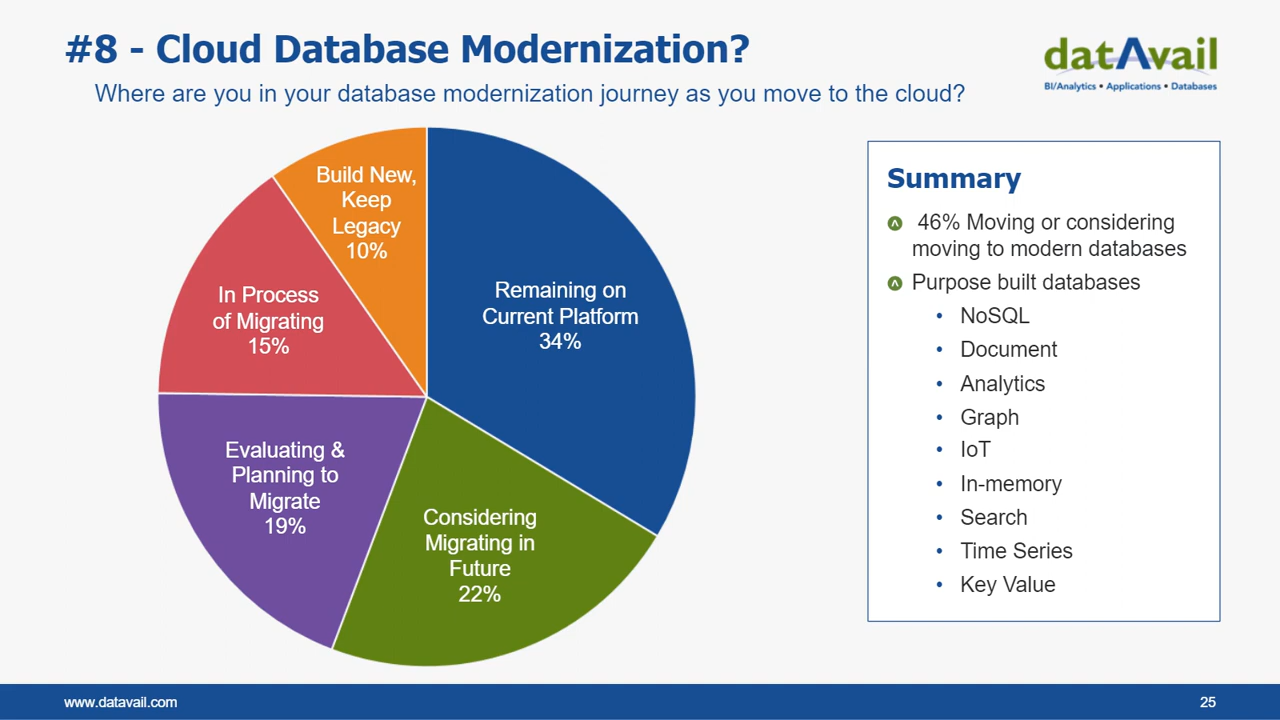 #8 - Cloud Database Modernization?
Where are you in your database modernization journey as you move to the cloud?
datAvail
BI/Analytics • Applications • Databases
Build New,
Keep
Legacy
10%
Remaining on
Current Platform
34%
In Process
of Migrating
15%
Evaluating &
Planning to
Migrate
19%
Considering
Migrating in
Future
22%
Summary
46% Moving or considering
moving to modern databases
Purpose built databases
• NoSQL
• Document
• Analytics
• Graph
• IoT
• In-memory
• Search
• Time Series
• Key Value
www.datavail.com
25